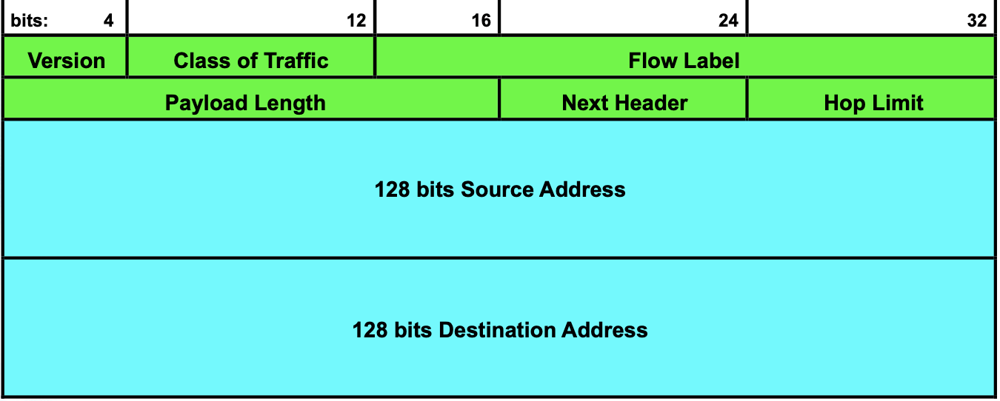 bits: 4 12 16 24 32
Version Class of Traffic Flow Label
Payload Length Next Header Hop Limit
128 bits Source Address
128 bits Destination Address